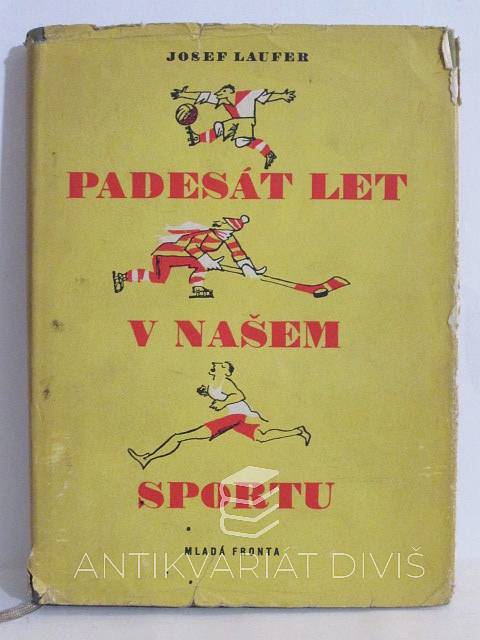 JOSEF LAUFER
PADESÁT LET
V NAŠEM
SPORTU
MLADÁ FRONTA
ANTIKVARIÁT DIVIŠ